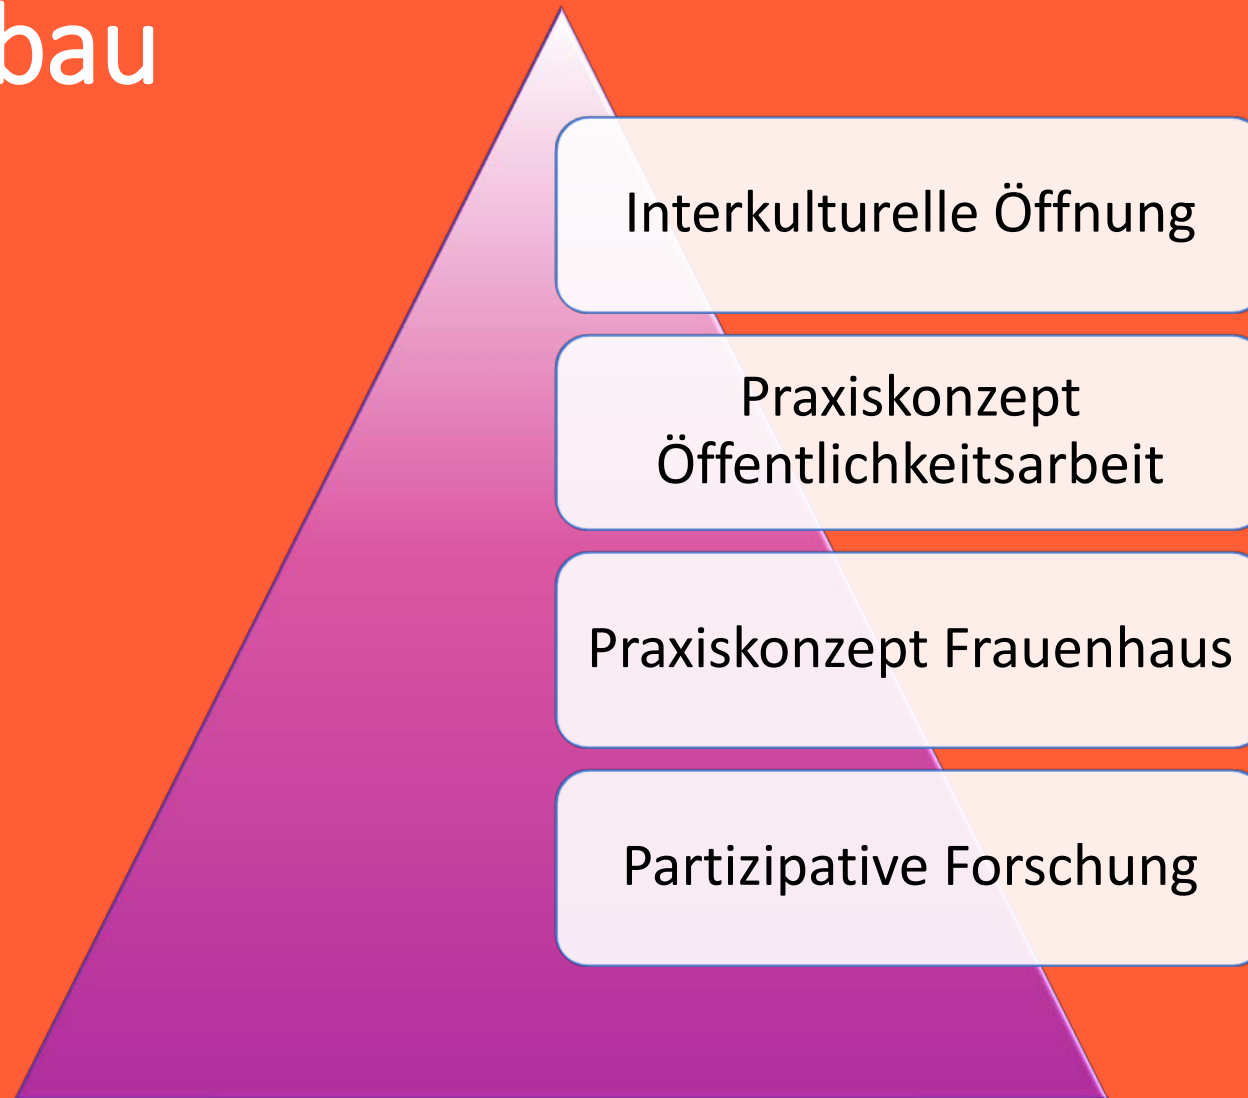 bau
Interkulturelle Öffnung
Praxiskonzept
Öffentlichkeitsarbeit
Praxiskonzept Frauenhaus
Partizipative Forschung